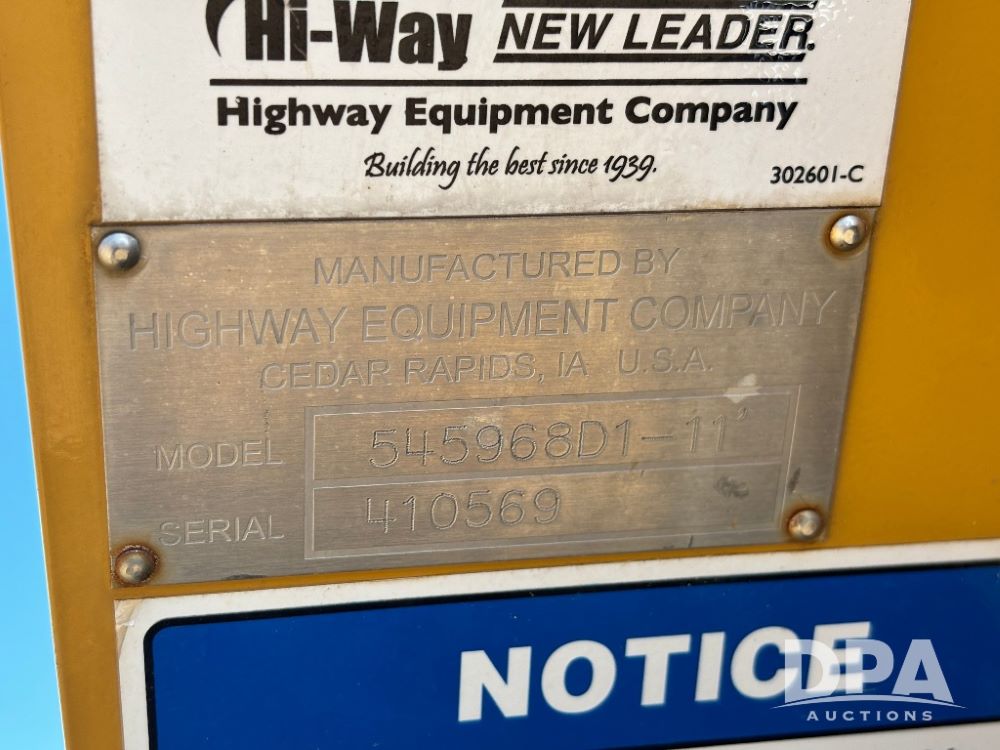 Hi-Way NEW LEADER.
Highway Equipment Company
Building the best since 1939.
302601-C
MANUFACTURED BY
HIGHWAY EQUIPMENT COMPANY
CEDAR RAPIDS, IA U.S.A.
MODEL 545968D1-11'
SERIAL 410569
NOTICE
DPA
AUCTIONS